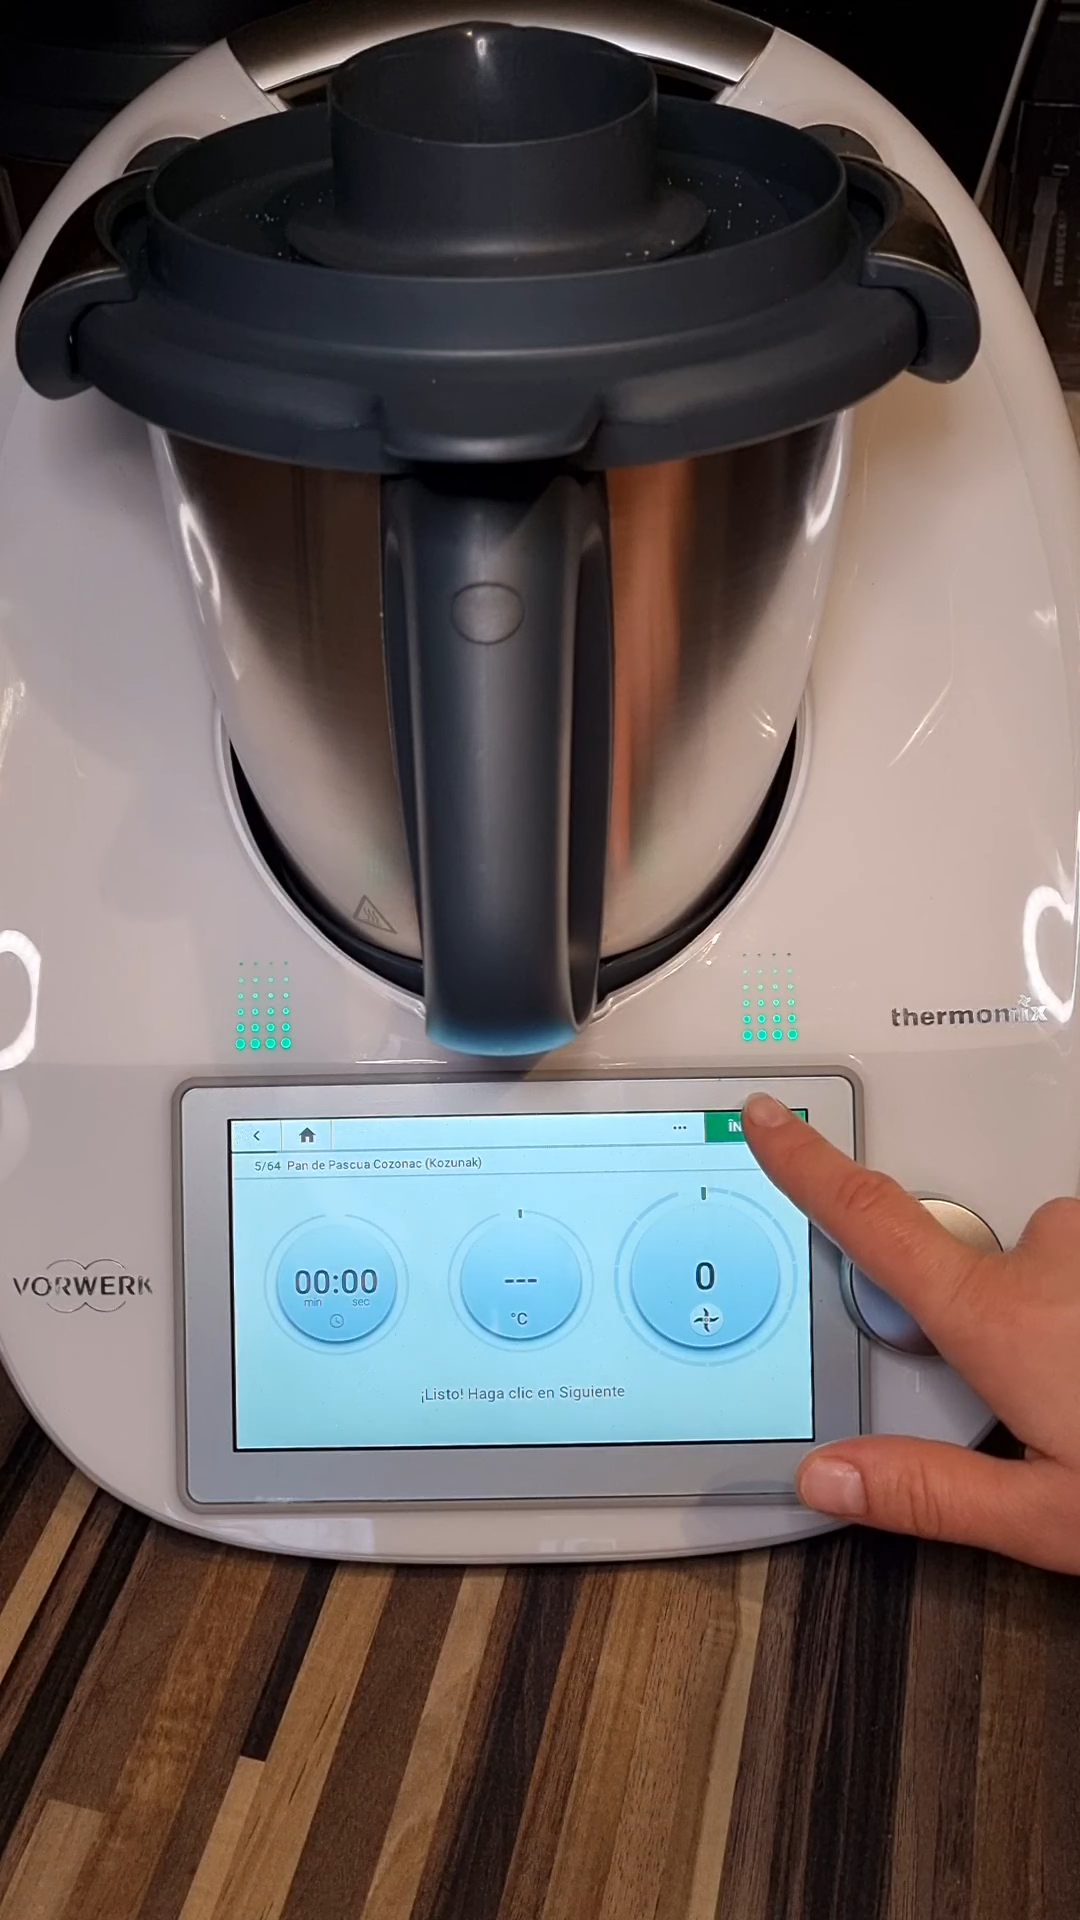 thermomix
5/64 Pan de Pascua Cozonac (Kozunak)
00:00
min sec
---
°C
0
¡Listo! Haga clic en Siguiente
VORWERK
STARBUCKS